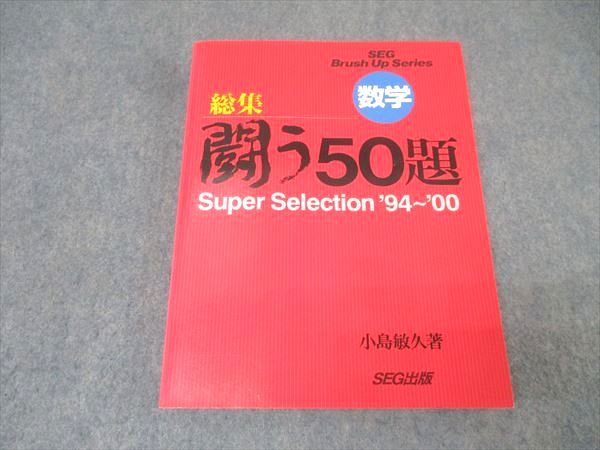 SEG
Brush Up Series
数学
総集
闘う50題
Super Selection '94~'00
小島敏久著
SEG出版